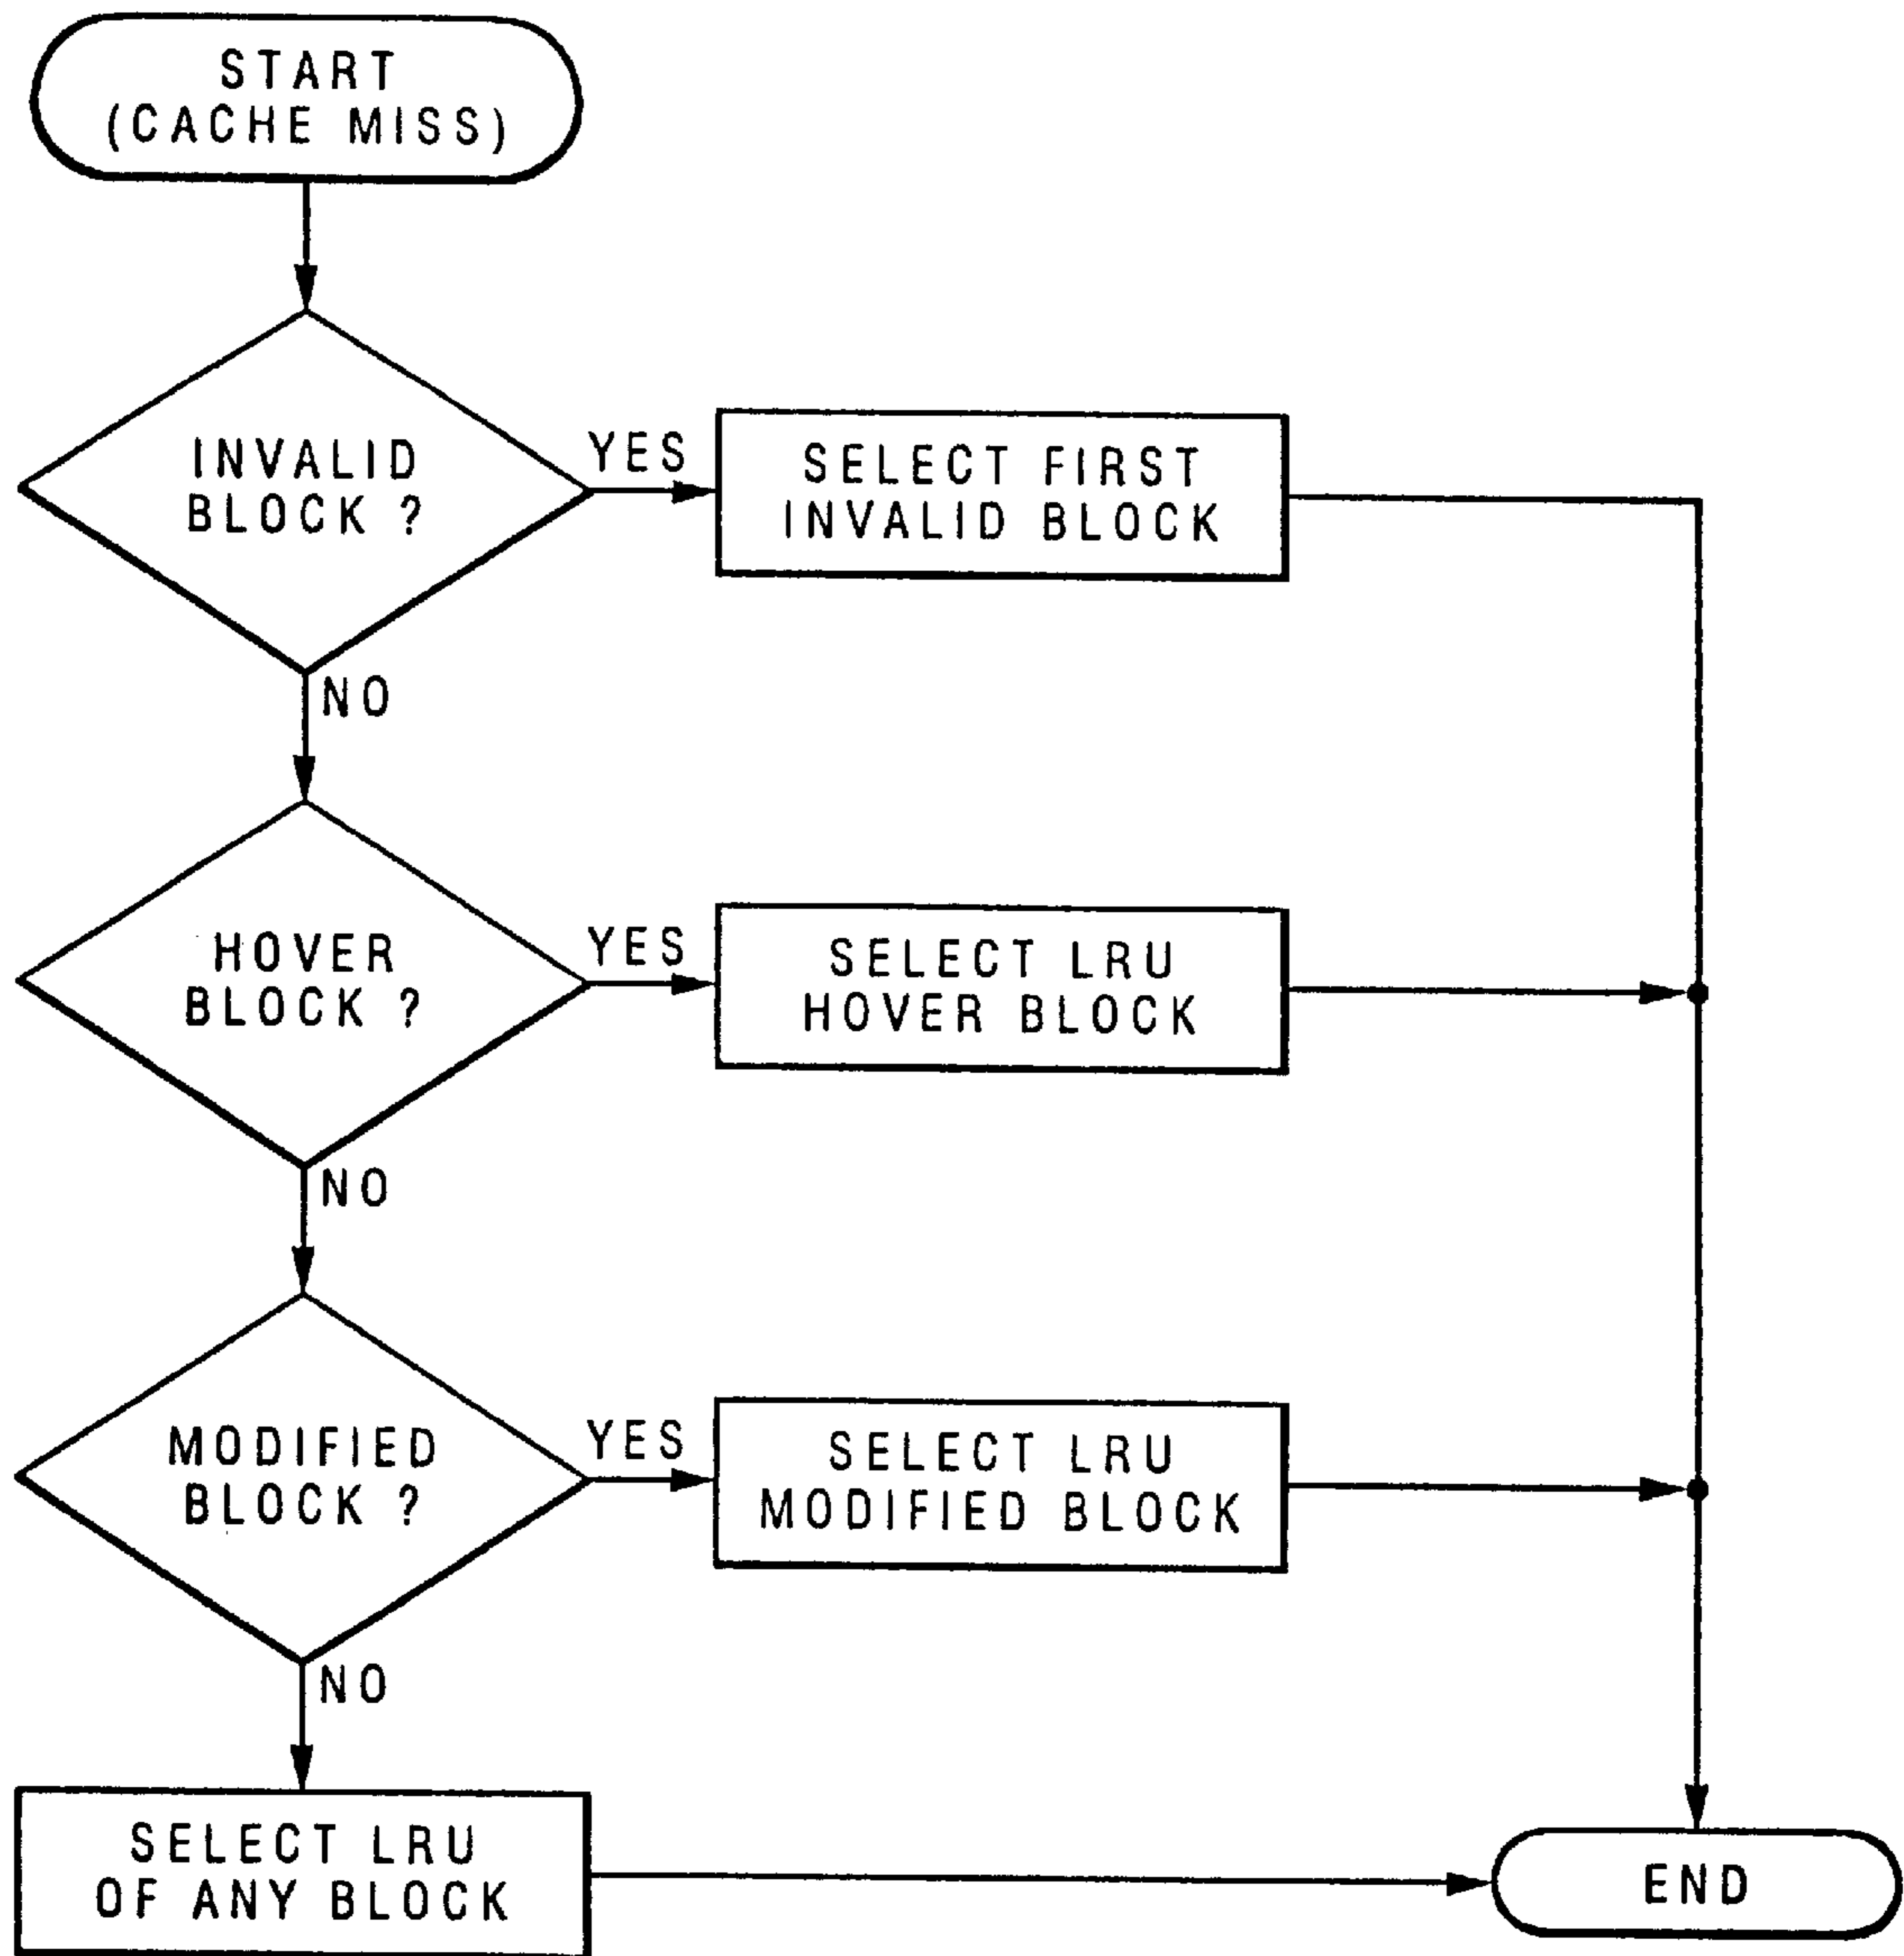 START
(CACHE MISS)
INVALID
BLOCK ?
YES
SELECT FIRST
INVALID BLOCK
NO
HOVER
BLOCK ?
YES
SELECT LRU
HOVER BLOCK
NO
MODIFIED
BLOCK ?
YES
SELECT LRU
MODIFIED BLOCK
NO
SELECT LRU
OF ANY BLOCK
END